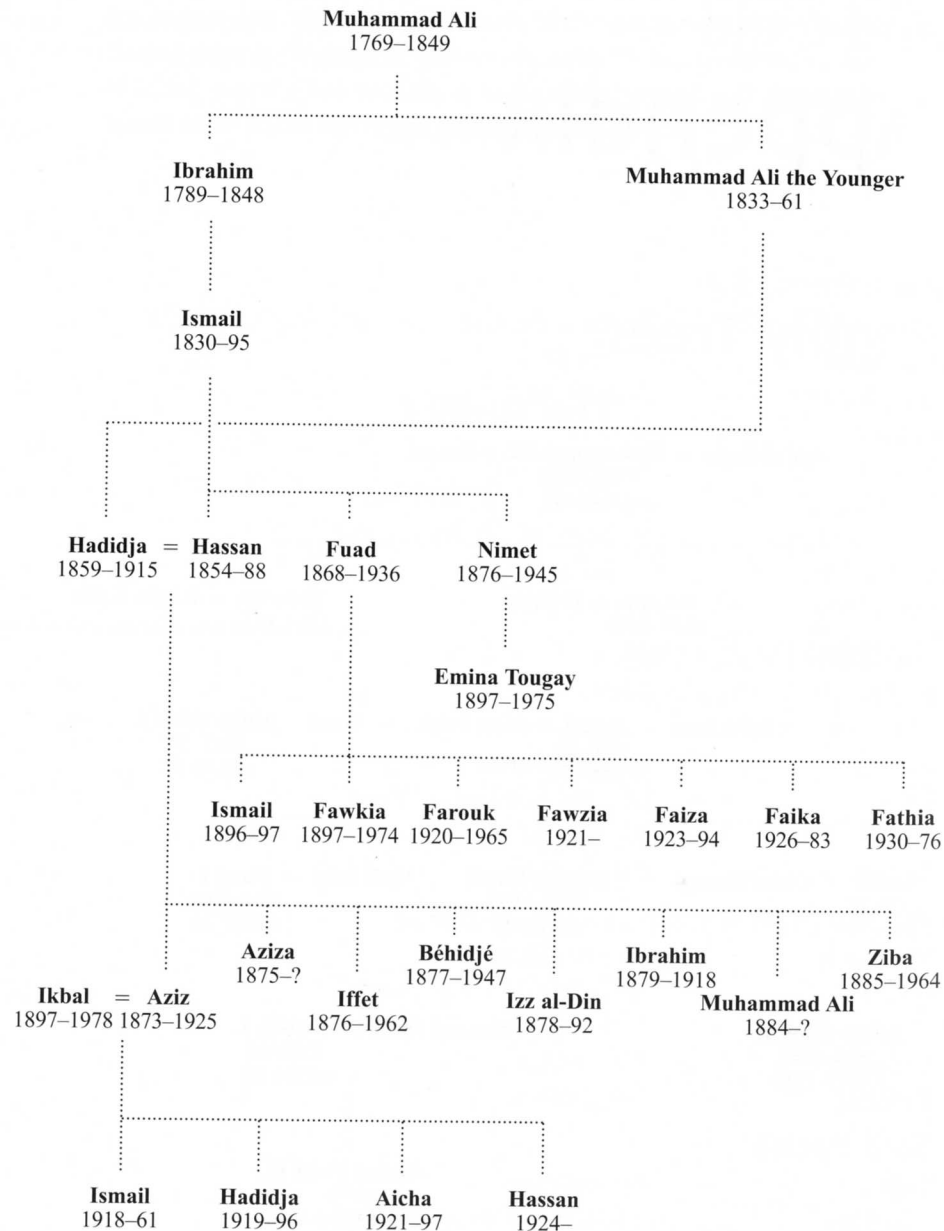 Muhammad Ali
1769–1849
Ibrahim
1789–1848
Muhammad Ali the Younger
1833–61
Ismail
1830–95
Hadidja = Hassan
1859–1915 1854–88
Fuad
1868–1936
Nimet
1876–1945
Emina Tougay
1897–1975
Ismail
1896–97
Fawkia
1897–1974
Farouk
1920–1965
Fawzia
1921–
Faiza
1923–94
Faika
1926–83
Fathia
1930–76
Ikbal = Aziz
1897–1978 1873–1925
Aziza
1875–?
Iffet
1876–1962
Béhidjé
1877–1947
Izz al-Din
1878–92
Ibrahim
1879–1918
Muhammad Ali
1884–?
Ziba
1885–1964
Ismail
1918–61
Hadidja
1919–96
Aicha
1921–97
Hassan
1924–